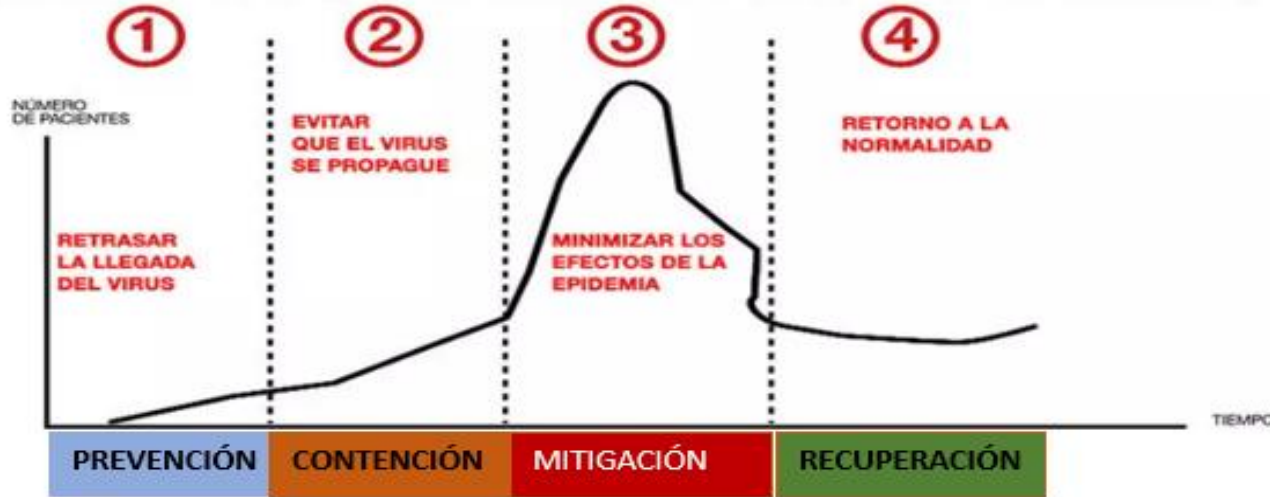 1
2
3
4
NÚMERO
DE PACIENTES
RETRASAR
LA LLEGADA
DEL VIRUS
EVITAR
QUE EL VIRUS
SE PROPAGUE
MINIMIZAR LOS
EFECTOS DE LA
EPIDEMIA
RETORNO A LA
NORMALIDAD
TIEMPO
PREVENCIÓN
CONTENCIÓN
MITIGACIÓN
RECUPERACIÓN